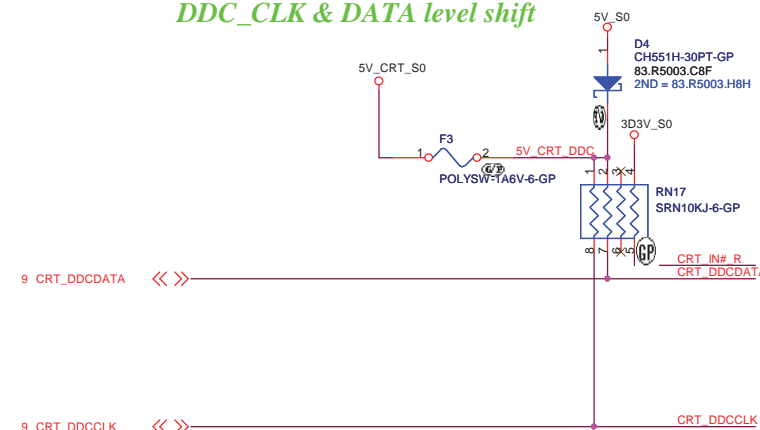 DDC_CLK & DATA level shift
5V_S0
1
D4
CH551H-30PT-GP
83.R5003.C8F
2ND = 83.R5003.H8H
5V_CRT_S0
3D3V_S0
F3
1
2
5V_CRT_DDC
POLYSW-1A6V-6-GP
1
2
3
4
RN17
SRN10KJ-6-GP
8
7
6
5
GP
CRT_IN#_R
9 CRT_DDCDATA
CRT_DDCDATA
9 CRT_DDCCLK
CRT_DDCCLK